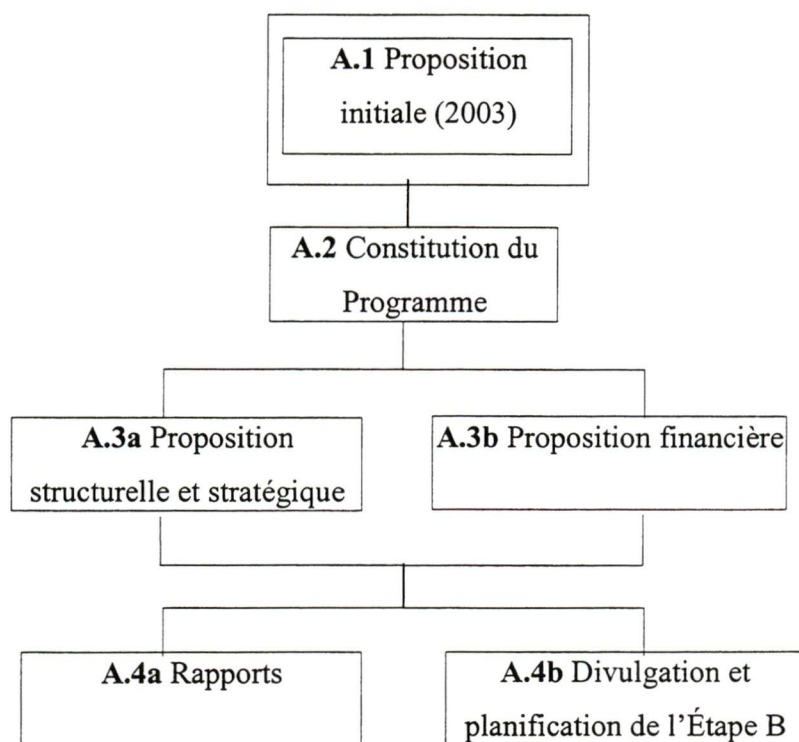 A.1 Proposition
initiale (2003)
A.2 Constitution du
Programme
A.3a Proposition
structurelle et stratégique
A.3b Proposition financière
A.4a Rapports
A.4b Divulgation et
planification de l'Étape B